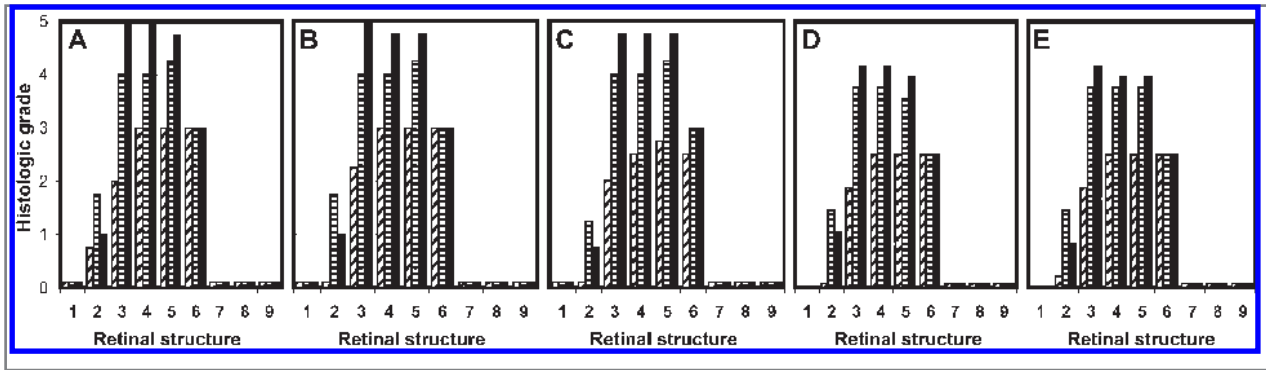 A B C D E
Histologic grade
5
4
3
2
1
0
1 2 3 4 5 6 7 8 9 1 2 3 4 5 6 7 8 9 1 2 3 4 5 6 7 8 9 1 2 3 4 5 6 7 8 9 1 2 3 4 5 6 7 8 9
Retinal structure Retinal structure Retinal structure Retinal structure Retinal structure